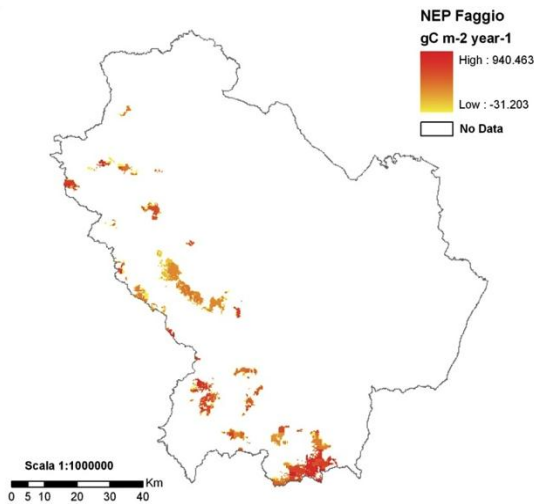 NEP Faggio
gC m-2 year-1
High : 940.463
Low : -31.203
No Data
Scala 1:1000000
Km
0 5 10 20 30 40